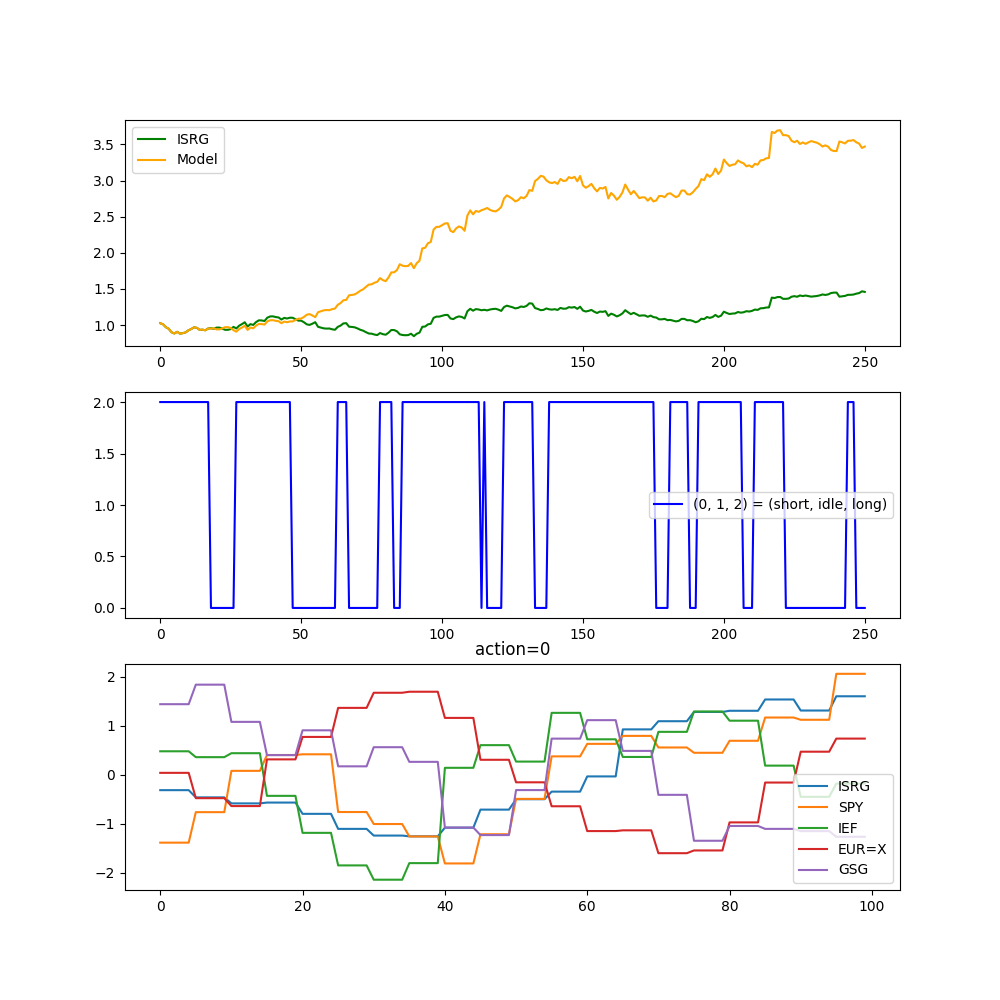 3.5
3.0
2.5
2.0
1.5
1.0
ISRG
Model
0 50 100 150 200 250
2.0
1.5
1.0
0.5
0.0
(0, 1, 2) = (short, idle, long)
0 50 100 150 200 250
action=0
2
1
0
−1
−2
ISRG
SPY
IEF
EUR=X
GSG
0 20 40 60 80 100